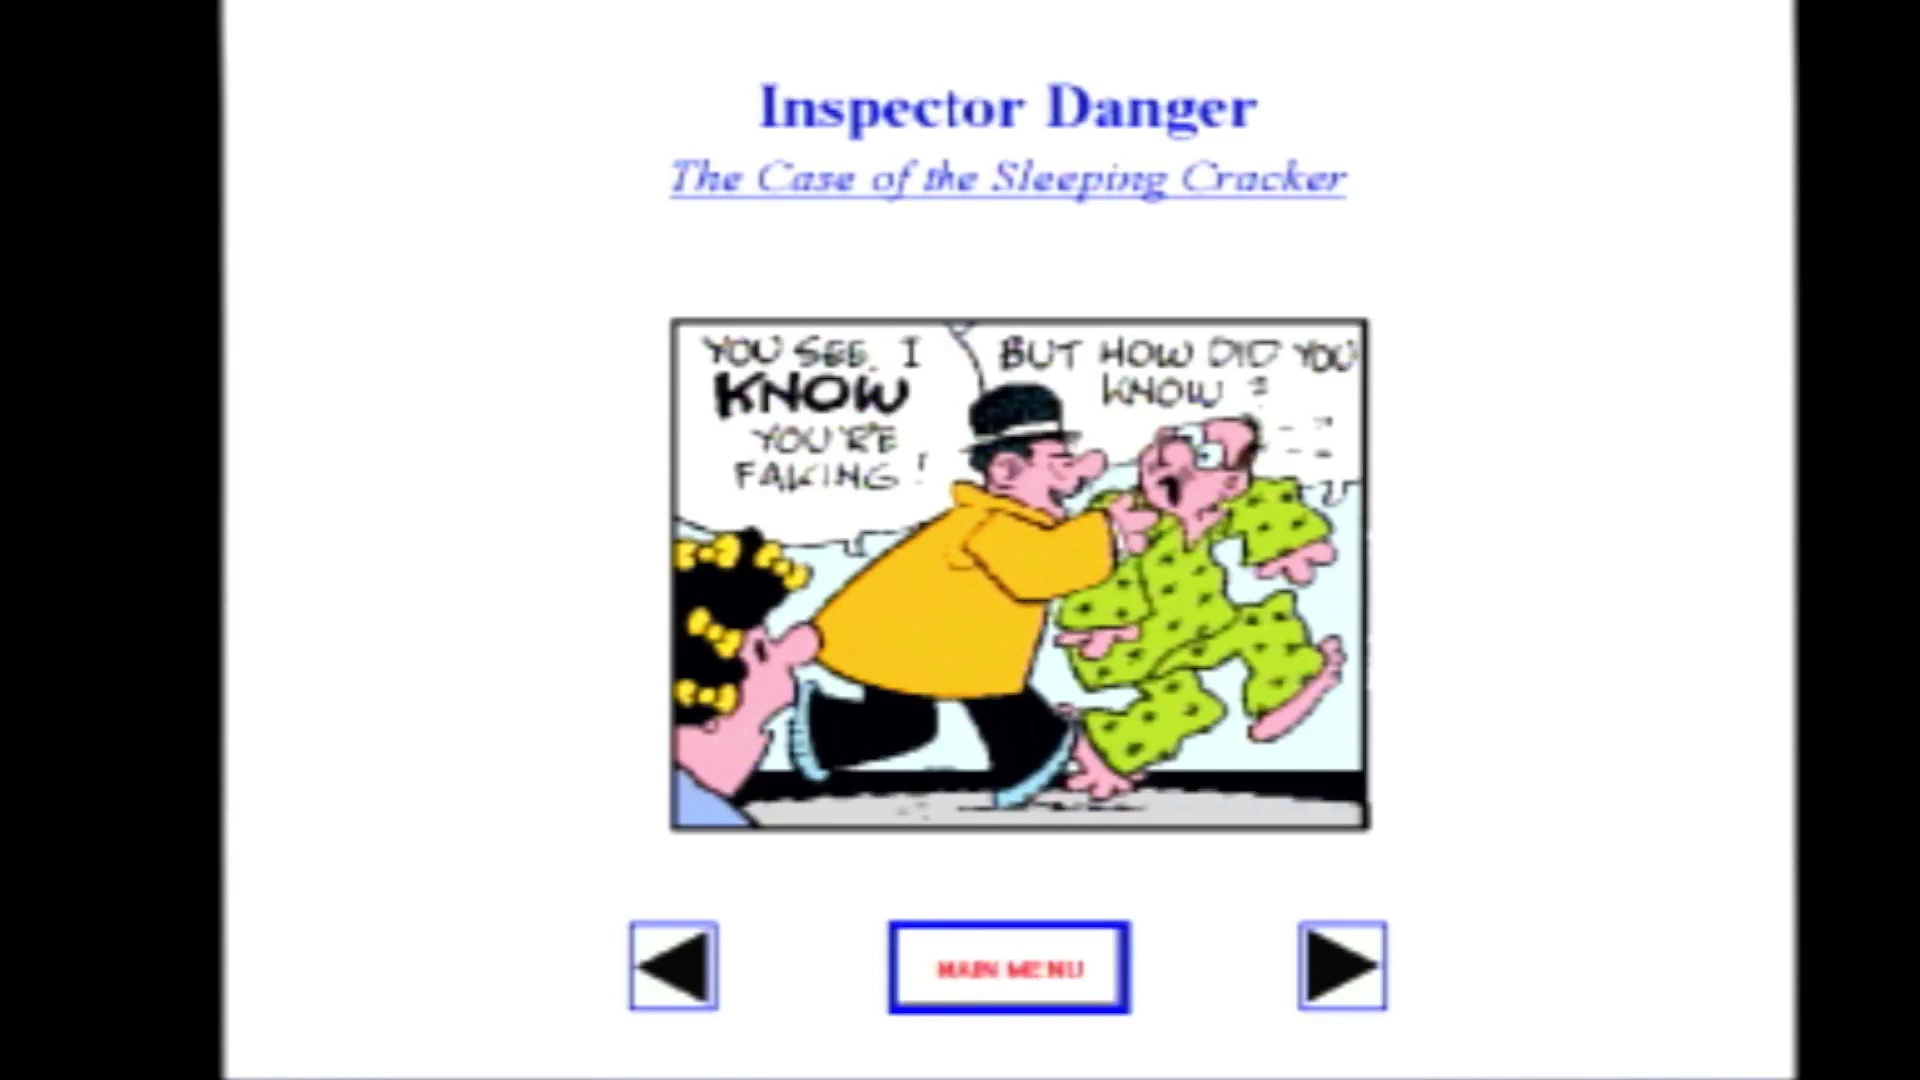 Inspector Danger
The Case of the Sleeping Cracker
YOU SEE, I
KNOW
YOU'RE
FAKING!
BUT HOW DID YOU
KNOW?
MAIN MENU